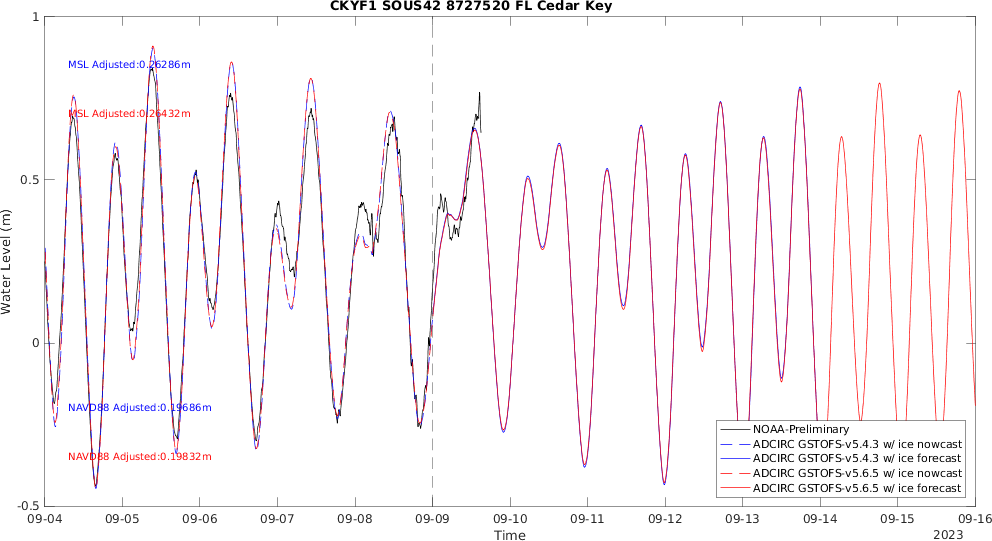 CKYF1 SOUS42 8727520 FL Cedar Key
1
MSL Adjusted:0.26286m
MSL Adjusted:0.26432m
0.5
Water Level (m)
0
NAVD88 Adjusted:0.19686m
NAVD88 Adjusted:0.19832m
NOAA-Preliminary
ADCIRC GSTOFS-v5.4.3 w/ ice nowcast
ADCIRC GSTOFS-v5.4.3 w/ ice forecast
ADCIRC GSTOFS-v5.6.5 w/ ice nowcast
ADCIRC GSTOFS-v5.6.5 w/ ice forecast
-0.5
09-04 09-05 09-06 09-07 09-08 09-09 09-10 09-11 09-12 09-13 09-14 09-15 09-16
Time
2023